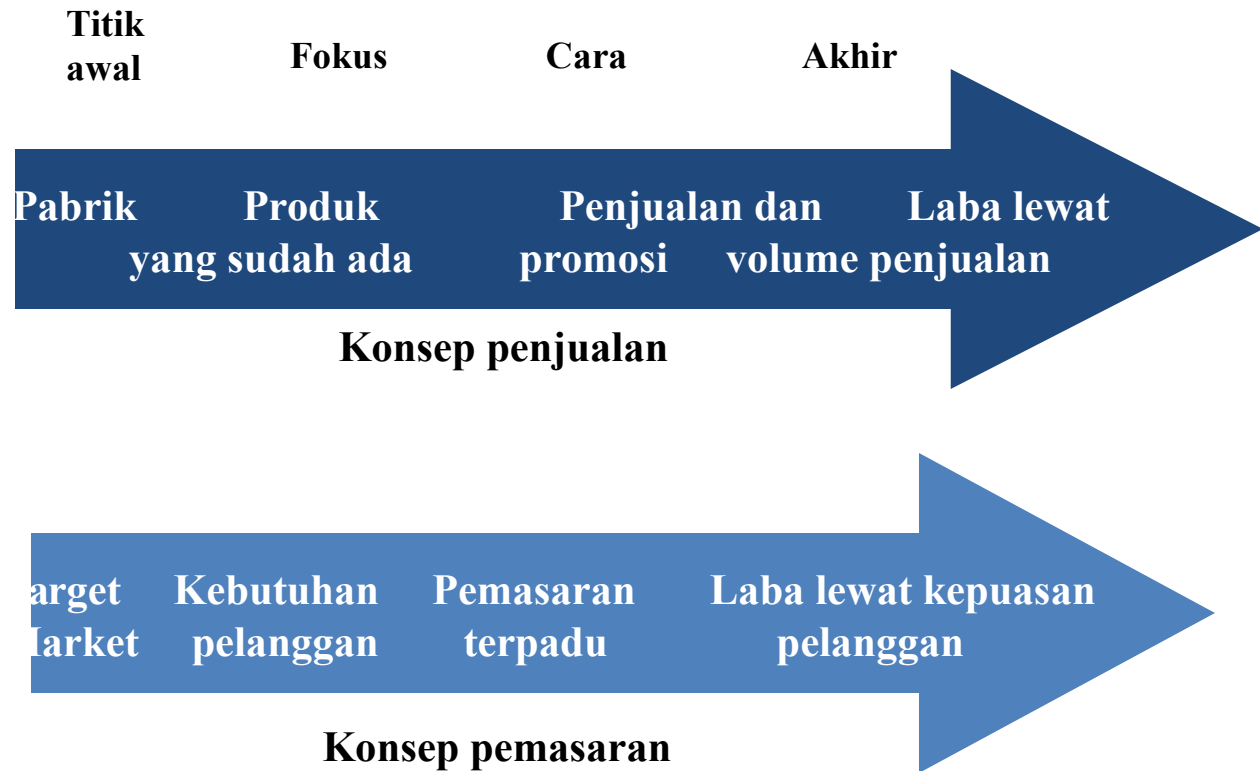 Titik
awal
Fokus
Cara
Akhir
Pabrik Produk Penjualan dan Laba lewat
yang sudah ada promosi volume penjualan
Konsep penjualan
arget Kebutuhan Pemasaran Laba lewat kepuasan
arket pelanggan terpadu pelanggan
Konsep pemasaran